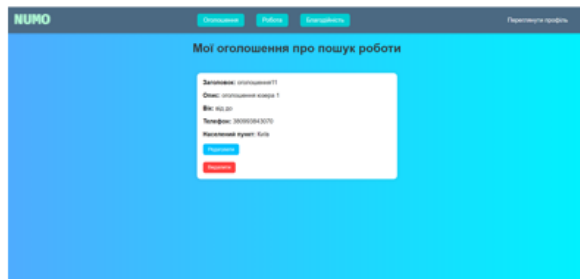 NUMO
Оголошення Робота Благодійність Переглянути профіль
Мої оголошення про пошук роботи
Заголовок: оголошення11
Опис: оголошення юзера 1
Вік: від до
Телефон: 380993843070
Населений пункт: Київ
Редагувати
Видалити